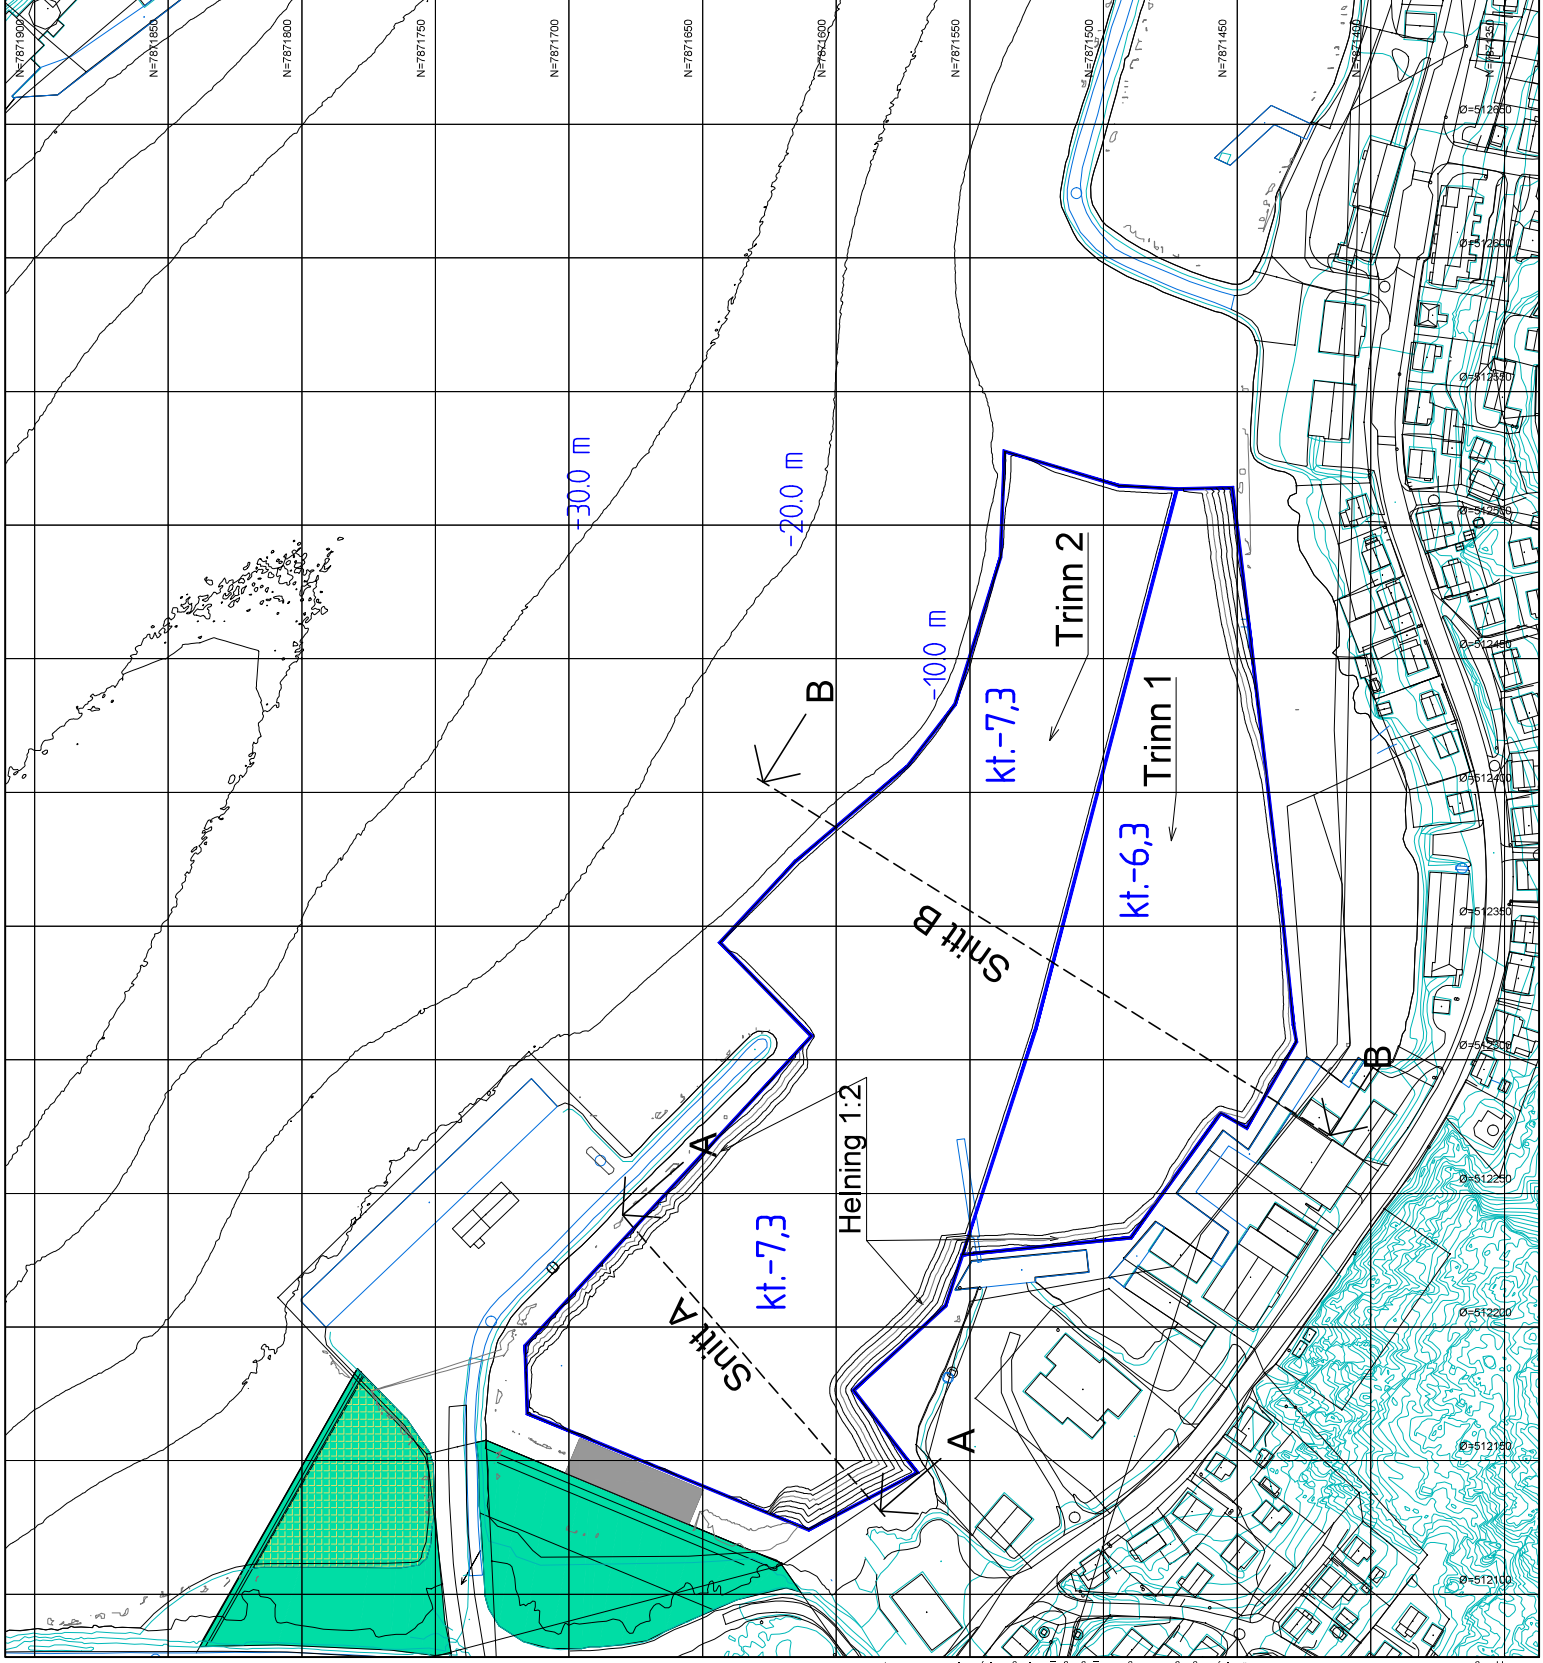 N=7871900
N=7871850
N=7871800
N=7871750
N=7871700
N=7871650
N=7871600
N=7871550
N=7871500
N=7871450
N=7871400
N=7871350
Ø=512650
Ø=512600
Ø=512550
Ø=512500
Ø=512450
Ø=512400
Ø=512350
Ø=512300
Ø=512250
Ø=512200
Ø=512150
Ø=512100
-30.0 m
-20.0 m
-10.0 m
Trinn 2
kt.-7,3
Trinn 1
kt.-6,3
B
Snitt B
B
Helning 1:2
A
kt.-7,3
Snitt A
A